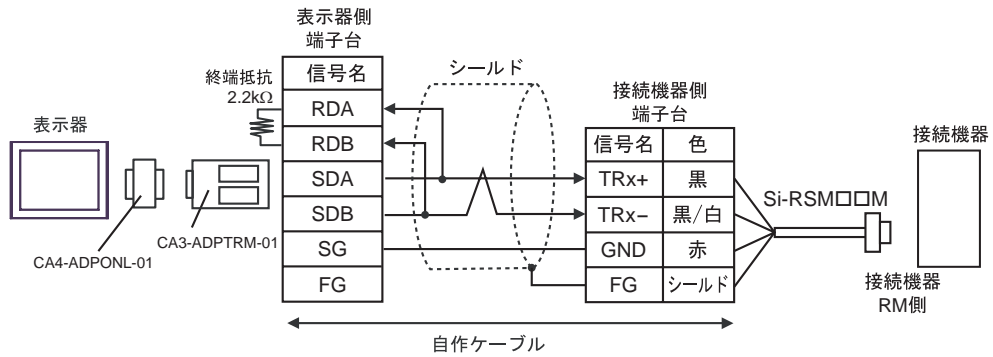 表示器側
端子台
信号名
RDA
RDB
SDA
SDB
SG
FG
終端抵抗
2.2kΩ
表示器
CA4-ADPONL-01
CA3-ADPTRM-01
シールド
接続機器側
端子台
信号名 色
TRx+ 黒
TRx− 黒/白
GND 赤
FG シールド
Si-RSM□□M
接続機器
接続機器
RM側
自作ケーブル